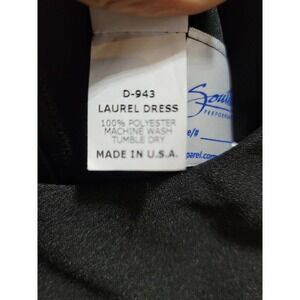 D-943
LAUREL DRESS
100% POLYESTER
MACHINE WASH
TUMBLE DRY
MADE IN U.S.A.